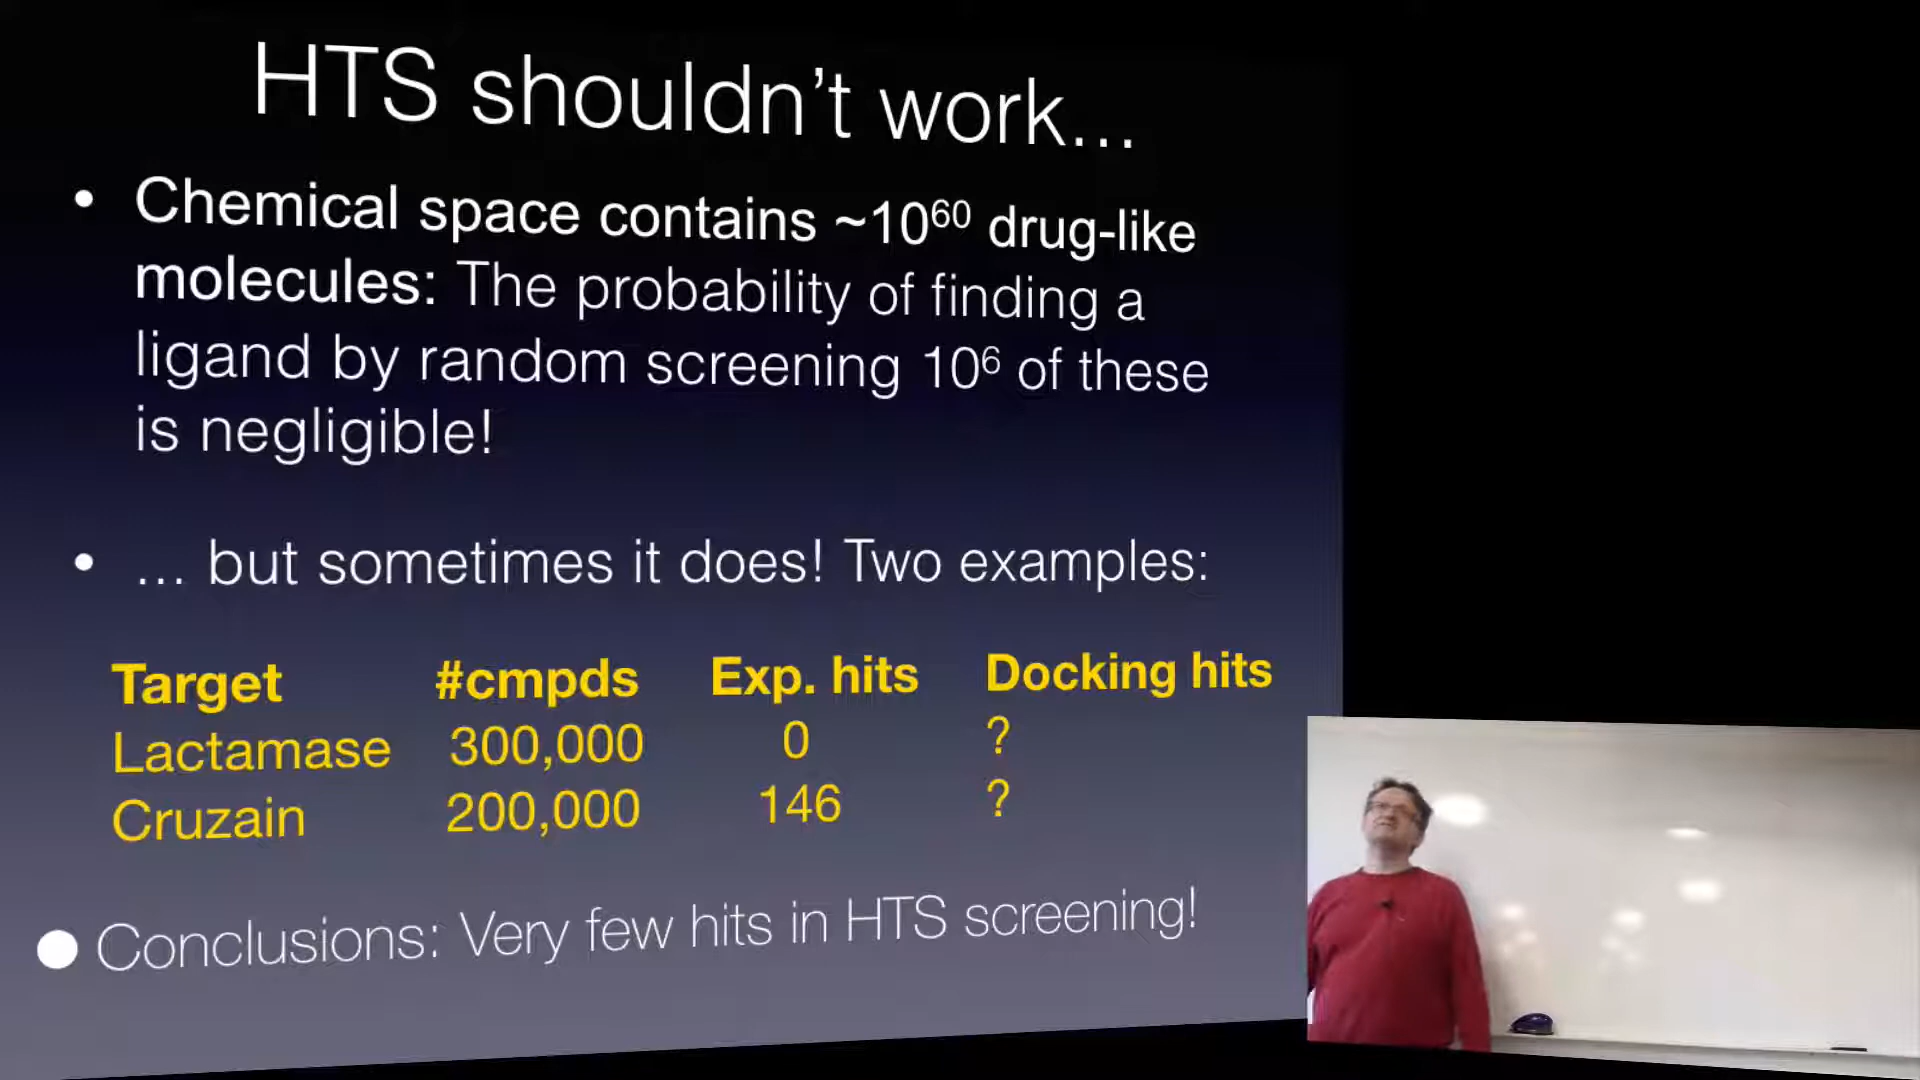 HTS shouldn't work...
• Chemical space contains ~10⁶⁰ drug-like
molecules: The probability of finding a
ligand by random screening 10⁶ of these
is negligible!
• ... but sometimes it does! Two examples:
Target #cmpds Exp. hits Docking hits
Lactamase 300,000 0 ?
Cruzain 200,000 146 ?
Conclusions: Very few hits in HTS screening!